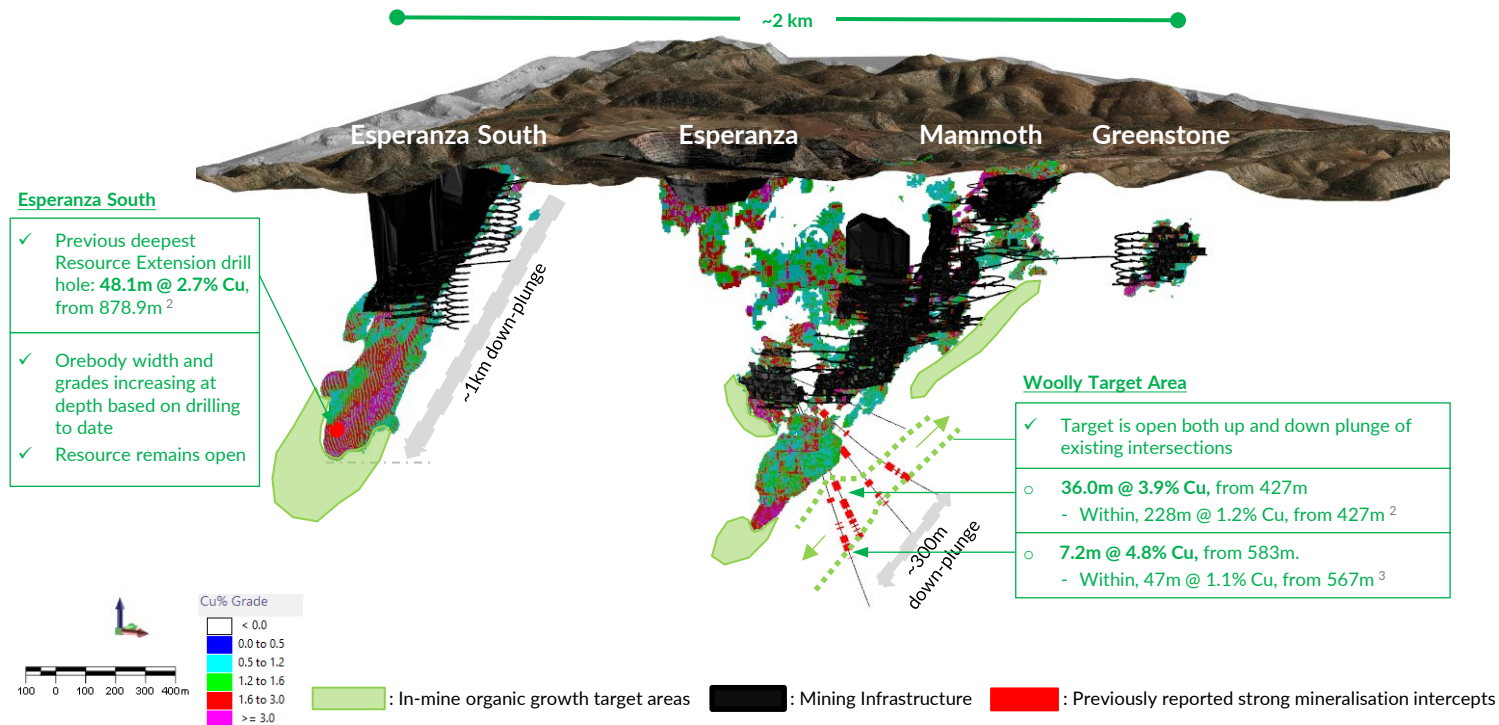 ~2 km
Esperanza South
Esperanza
Mammoth
Greenstone
Esperanza South
✓ Previous deepest
Resource Extension drill
hole: 48.1m @ 2.7% Cu,
from 878.9m 2
✓ Orebody width and
grades increasing at
depth based on drilling
to date
✓ Resource remains open
~1km down-plunge
Woolly Target Area
✓ Target is open both up and down plunge of
existing intersections
○ 36.0m @ 3.9% Cu, from 427m
- Within, 228m @ 1.2% Cu, from 427m 2
○ 7.2m @ 4.8% Cu, from 583m.
- Within, 47m @ 1.1% Cu, from 567m 3
~300m
down-plunge
Cu% Grade
< 0.0
0.0 to 0.5
0.5 to 1.2
1.2 to 1.6
1.6 to 3.0
>= 3.0
100 0 100 200 300 400m
: In-mine organic growth target areas
: Mining Infrastructure
: Previously reported strong mineralisation intercepts